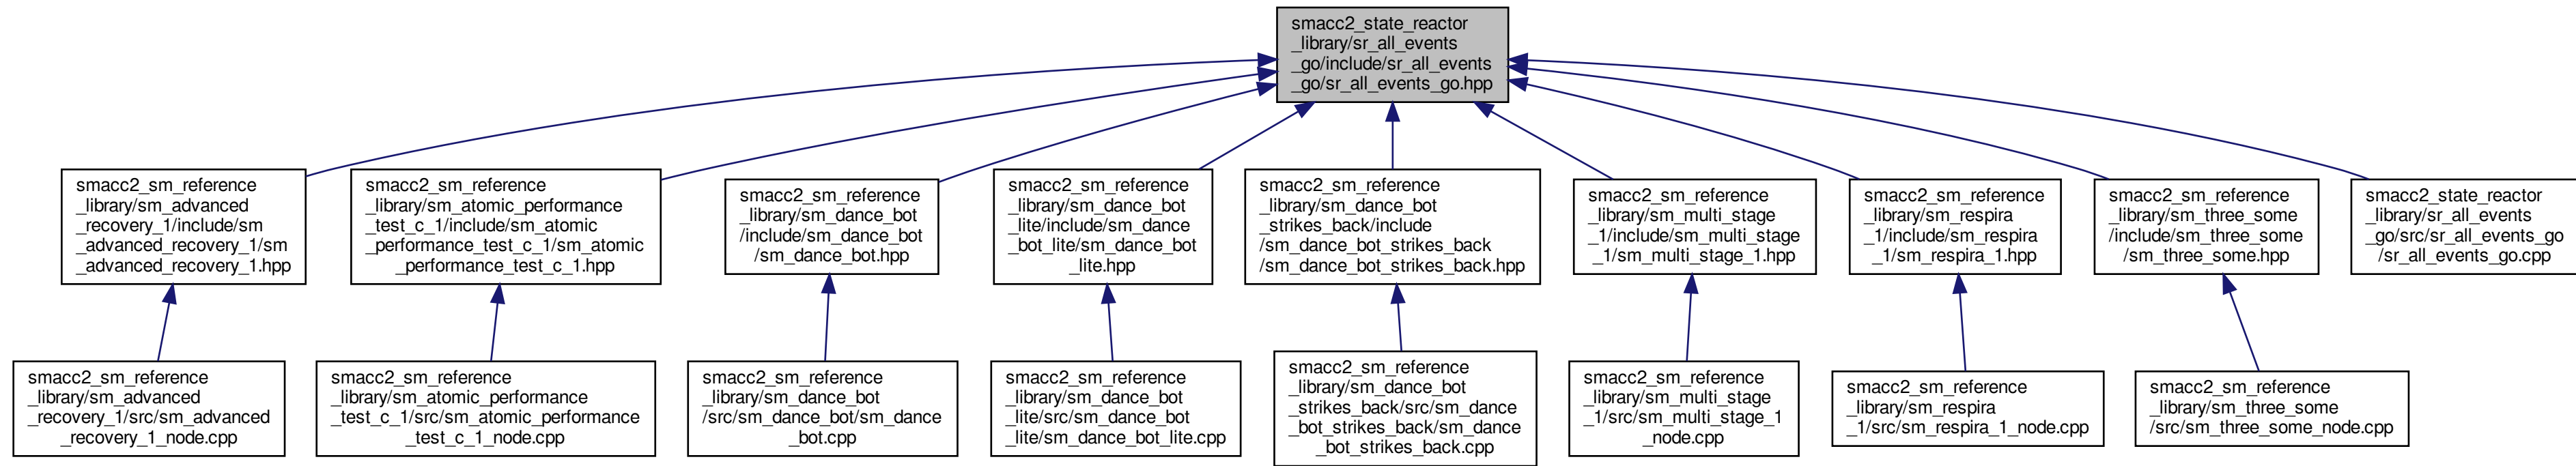 smacc2_state_reactor
_library/sr_all_events
_go/include/sr_all_events
_go/sr_all_events_go.hpp
smacc2_sm_reference
_library/sm_advanced
_recovery_1/include/sm
_advanced_recovery_1/sm
_advanced_recovery_1.hpp
smacc2_sm_reference
_library/sm_atomic_performance
_test_c_1/include/sm_atomic
_performance_test_c_1/sm_atomic
_performance_test_c_1.hpp
smacc2_sm_reference
_library/sm_dance_bot
/include/sm_dance_bot
/sm_dance_bot.hpp
smacc2_sm_reference
_library/sm_dance_bot
_lite/include/sm_dance
_bot_lite/sm_dance_bot
_lite.hpp
smacc2_sm_reference
_library/sm_dance_bot
_strikes_back/include
/sm_dance_bot_strikes_back
/sm_dance_bot_strikes_back.hpp
smacc2_sm_reference
_library/sm_multi_stage
_1/include/sm_multi_stage
_1/sm_multi_stage_1.hpp
smacc2_sm_reference
_library/sm_respira
_1/include/sm_respira
_1/sm_respira_1.hpp
smacc2_sm_reference
_library/sm_three_some
/include/sm_three_some
/sm_three_some.hpp
smacc2_state_reactor
_library/sr_all_events
_go/src/sr_all_events_go
/sr_all_events_go.cpp
smacc2_sm_reference
_library/sm_advanced
_recovery_1/src/sm_advanced
_recovery_1_node.cpp
smacc2_sm_reference
_library/sm_atomic_performance
_test_c_1/src/sm_atomic_performance
_test_c_1_node.cpp
smacc2_sm_reference
_library/sm_dance_bot
/src/sm_dance_bot/sm_dance
_bot.cpp
smacc2_sm_reference
_library/sm_dance_bot
_lite/src/sm_dance_bot
_lite/sm_dance_bot_lite.cpp
smacc2_sm_reference
_library/sm_dance_bot
_strikes_back/src/sm_dance
_bot_strikes_back/sm_dance
_bot_strikes_back.cpp
smacc2_sm_reference
_library/sm_multi_stage
_1/src/sm_multi_stage_1
_node.cpp
smacc2_sm_reference
_library/sm_respira
_1/src/sm_respira_1_node.cpp
smacc2_sm_reference
_library/sm_three_some
/src/sm_three_some_node.cpp